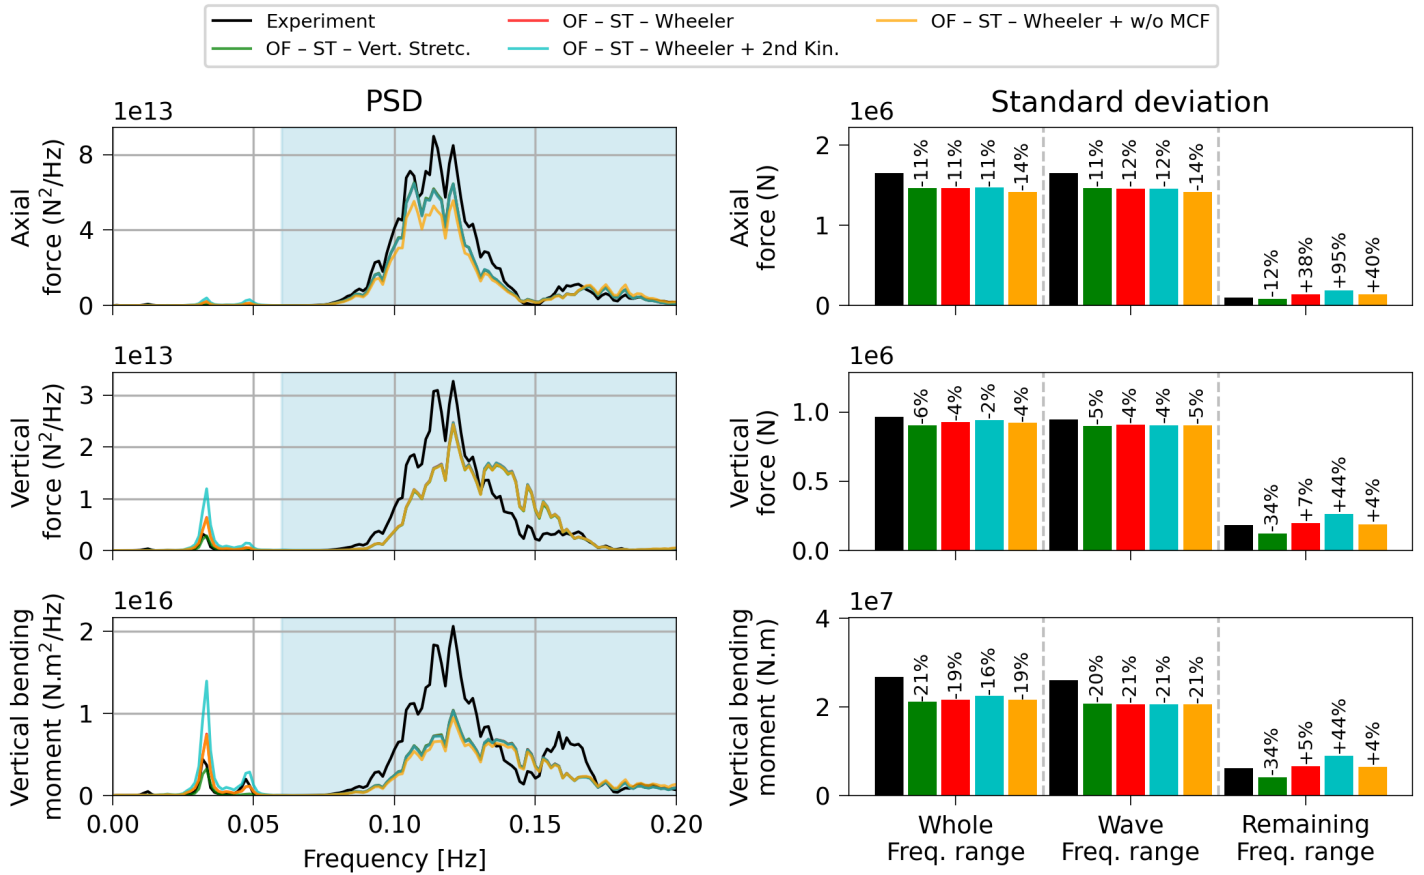 Experiment
OF – ST – Vert. Stretc.
OF – ST – Wheeler
OF – ST – Wheeler + 2nd Kin.
OF – ST – Wheeler + w/o MCF
PSD
1e13
Axial
force (N²/Hz)
8
4
0
1e13
Vertical
force (N²/Hz)
3
2
1
0
1e16
Vertical bending
moment (N.m²/Hz)
2
1
0
0.00 0.05 0.10 0.15 0.20
Frequency [Hz]
Standard deviation
1e6
Axial
force (N)
2
1
0
-11% -11% -11% -14% -11% -12% -12% -14% -12% +38% +95% +40%
1e6
Vertical
force (N)
1.0
0.5
0.0
-6% -4% -2% -4% -5% -4% -4% -5% -34% +7% +44% +4%
1e7
Vertical bending
moment (N.m)
4
2
0
-21% -19% -16% -19% -20% -21% -21% -21% -34% +5% +44% +4%
Whole
Freq. range
Wave
Freq. range
Remaining
Freq. range